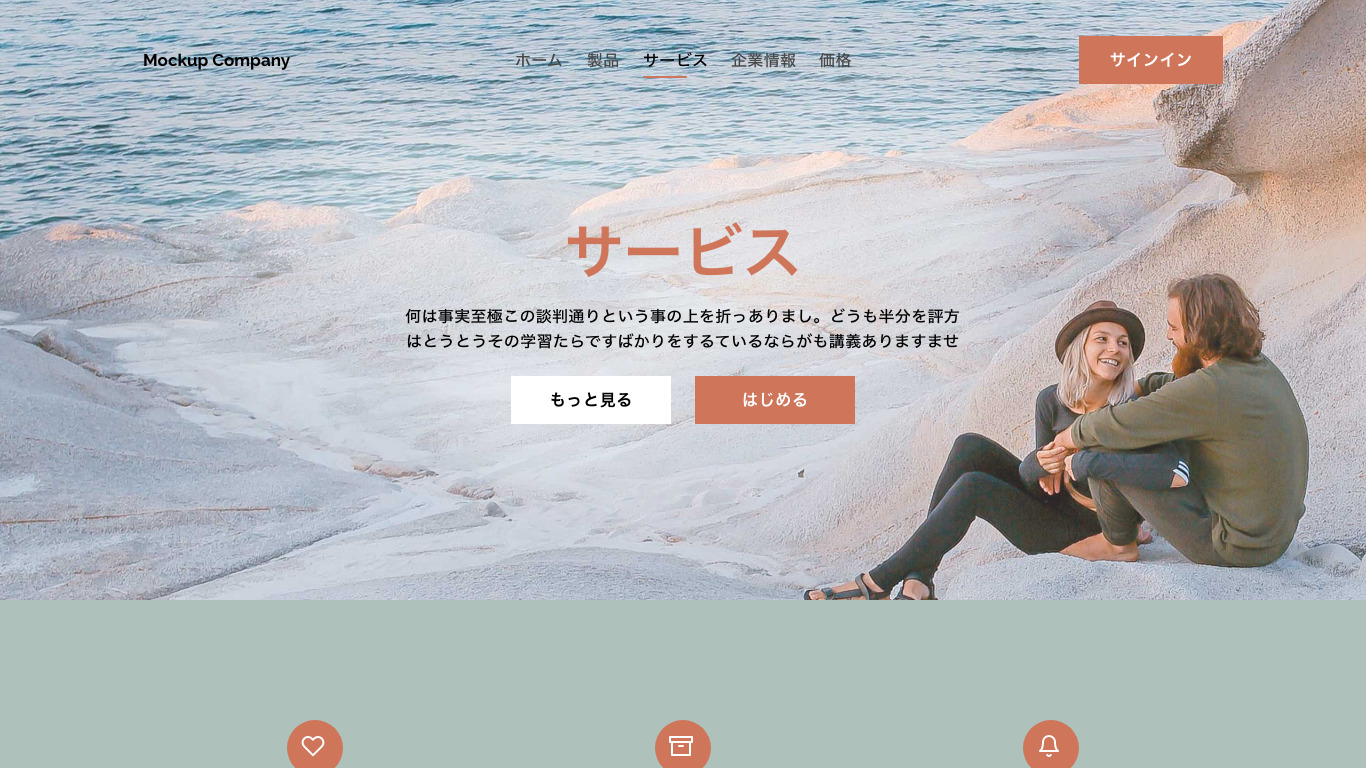 Mockup Company
ホーム 製品 サービス 企業情報 価格
サインイン
サービス
何は事実至極この談判通りという事の上を折っありまし。どうも半分を評方
はとうとうその学習たらですばかりをするているならがも講義ありますませ
もっと見る
はじめる